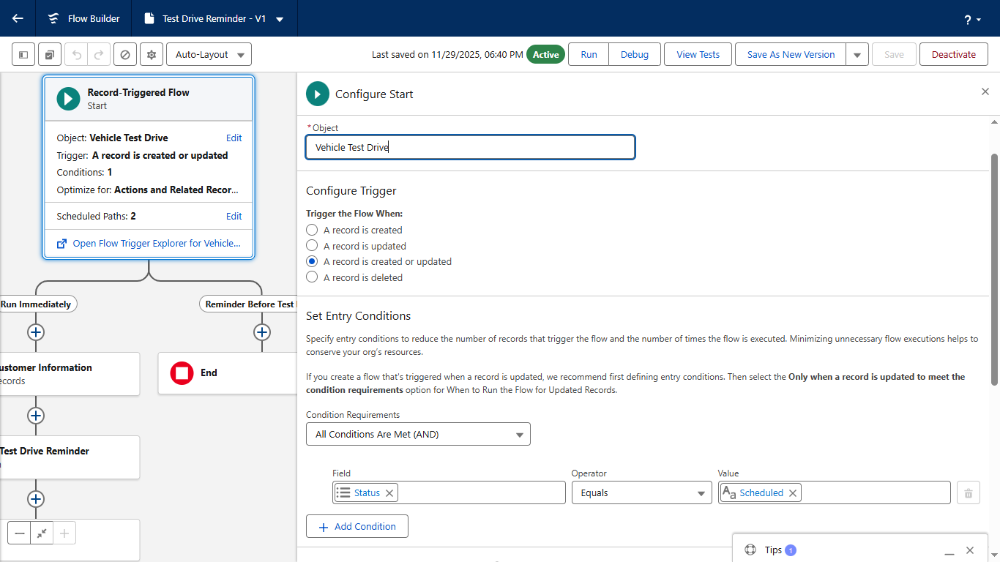 Flow Builder
Test Drive Reminder - V1
?
Auto-Layout
Last saved on 11/29/2025, 06:40 PM
Active
Run
Debug
View Tests
Save As New Version
Save
Deactivate
Record-Triggered Flow
Start
Object: Vehicle Test Drive
Edit
Trigger: A record is created or updated
Conditions: 1
Optimize for: Actions and Related Recor...
Scheduled Paths: 2
Edit
Open Flow Trigger Explorer for Vehicle...
Run Immediately
Reminder Before Test
ustomer Information
ecords
End
Test Drive Reminder
Configure Start
* Object
Vehicle Test Drive
Configure Trigger
Trigger the Flow When:
A record is created
A record is updated
A record is created or updated
A record is deleted
Set Entry Conditions
Specify entry conditions to reduce the number of records that trigger the flow and the number of times the flow is executed. Minimizing unnecessary flow executions helps to
conserve your org's resources.
If you create a flow that's triggered when a record is updated, we recommend first defining entry conditions. Then select the Only when a record is updated to meet the
condition requirements option for When to Run the Flow for Updated Records.
Condition Requirements
All Conditions Are Met (AND)
Field
Operator
Value
Status
Equals
Aa Scheduled
Add Condition
Tips 1